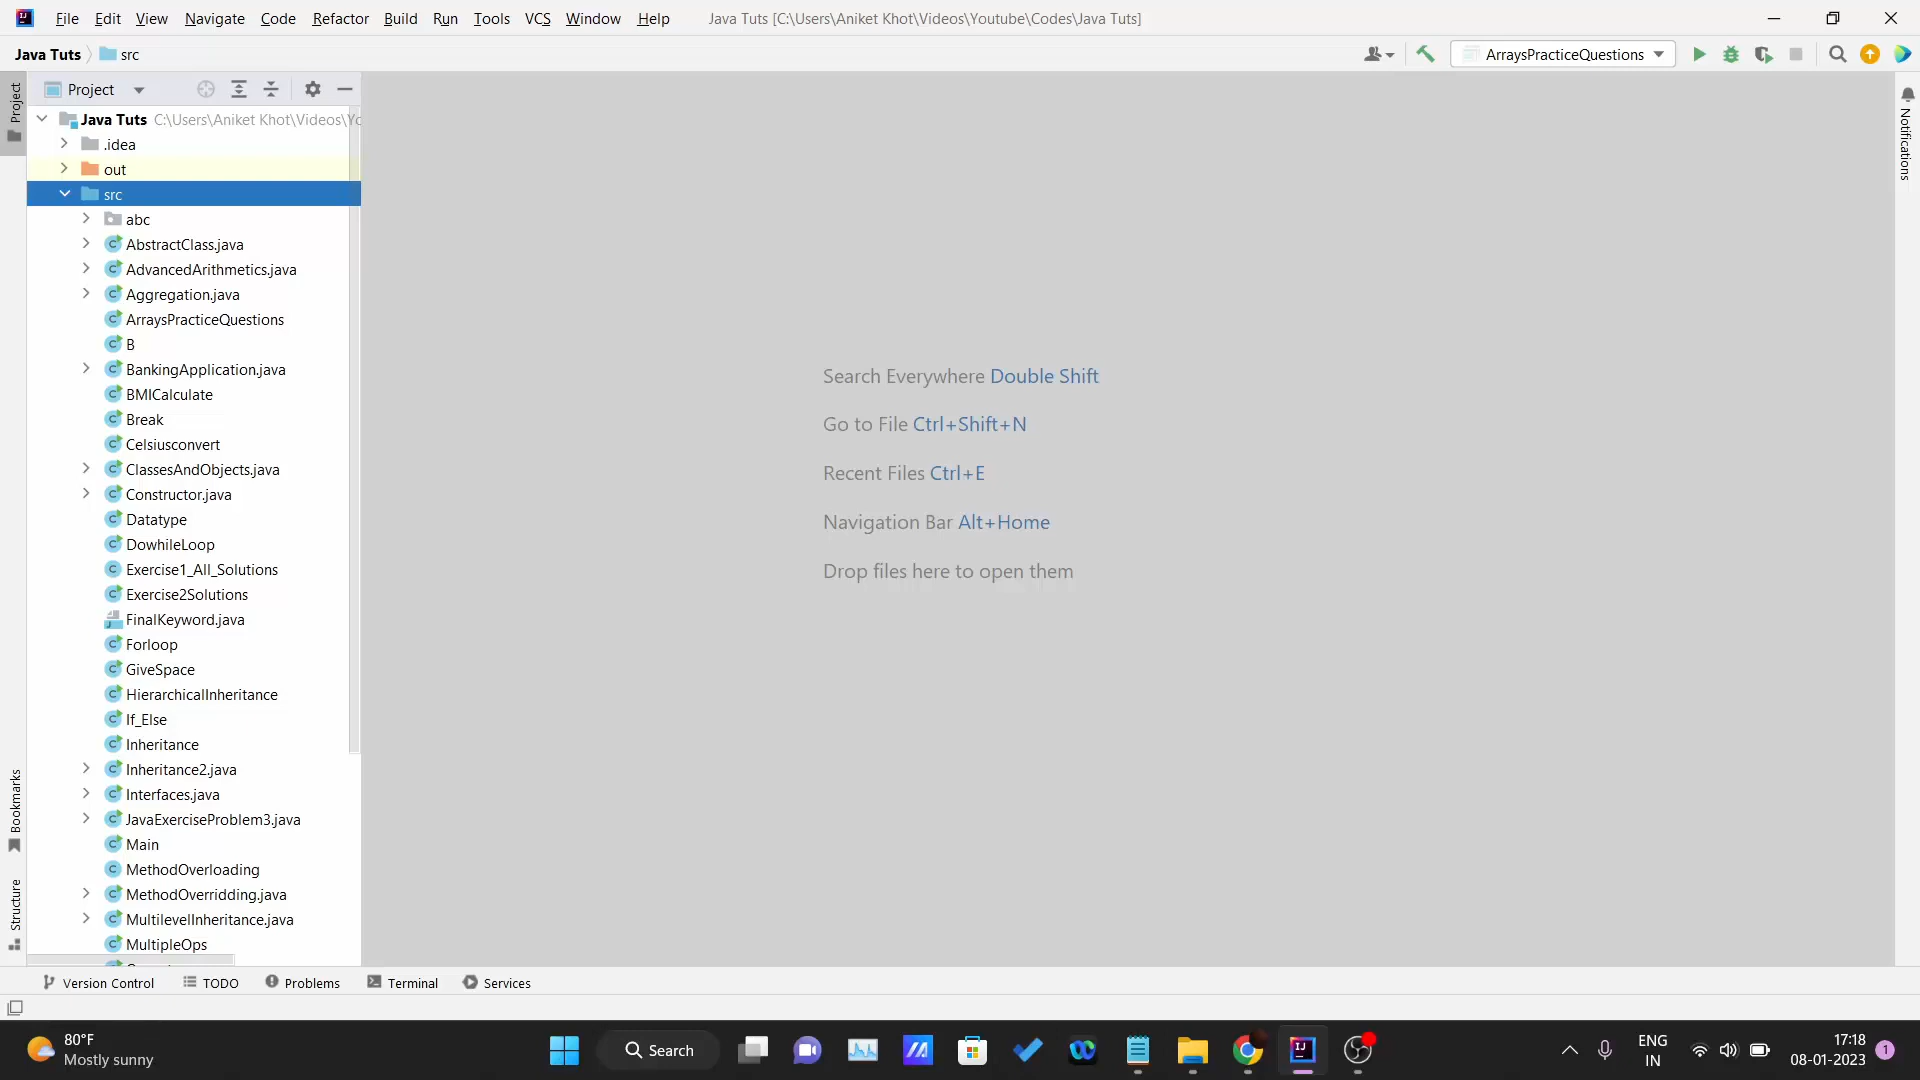 File Edit View Navigate Code Refactor Build Run Tools VCS Window Help Java Tuts [C:\Users\Aniket Khot\Videos\Youtube\Codes\Java Tuts]
Java Tuts src ArraysPracticeQuestions
Project
Project
Java Tuts C:\Users\Aniket Khot\Videos\Yo
.idea
out
src
abc
AbstractClass.java
AdvancedArithmetics.java
Aggregation.java
ArraysPracticeQuestions
B
BankingApplication.java
BMICalculate
Break
Celsiusconvert
ClassesAndObjects.java
Constructor.java
Datatype
DowhileLoop
Exercise1_All_Solutions
Exercise2Solutions
FinalKeyword.java
Forloop
GiveSpace
HierarchicalInheritance
If_Else
Inheritance
Inheritance2.java
Interfaces.java
JavaExerciseProblem3.java
Main
MethodOverloading
MethodOverridding.java
MultilevelInheritance.java
MultipleOps
Bookmarks
Structure
Search Everywhere Double Shift
Go to File Ctrl+Shift+N
Recent Files Ctrl+E
Navigation Bar Alt+Home
Drop files here to open them
Notifications
Version Control TODO Problems Terminal Services
80°F
Mostly sunny
Search
ENG
IN
17:18
08-01-2023
1